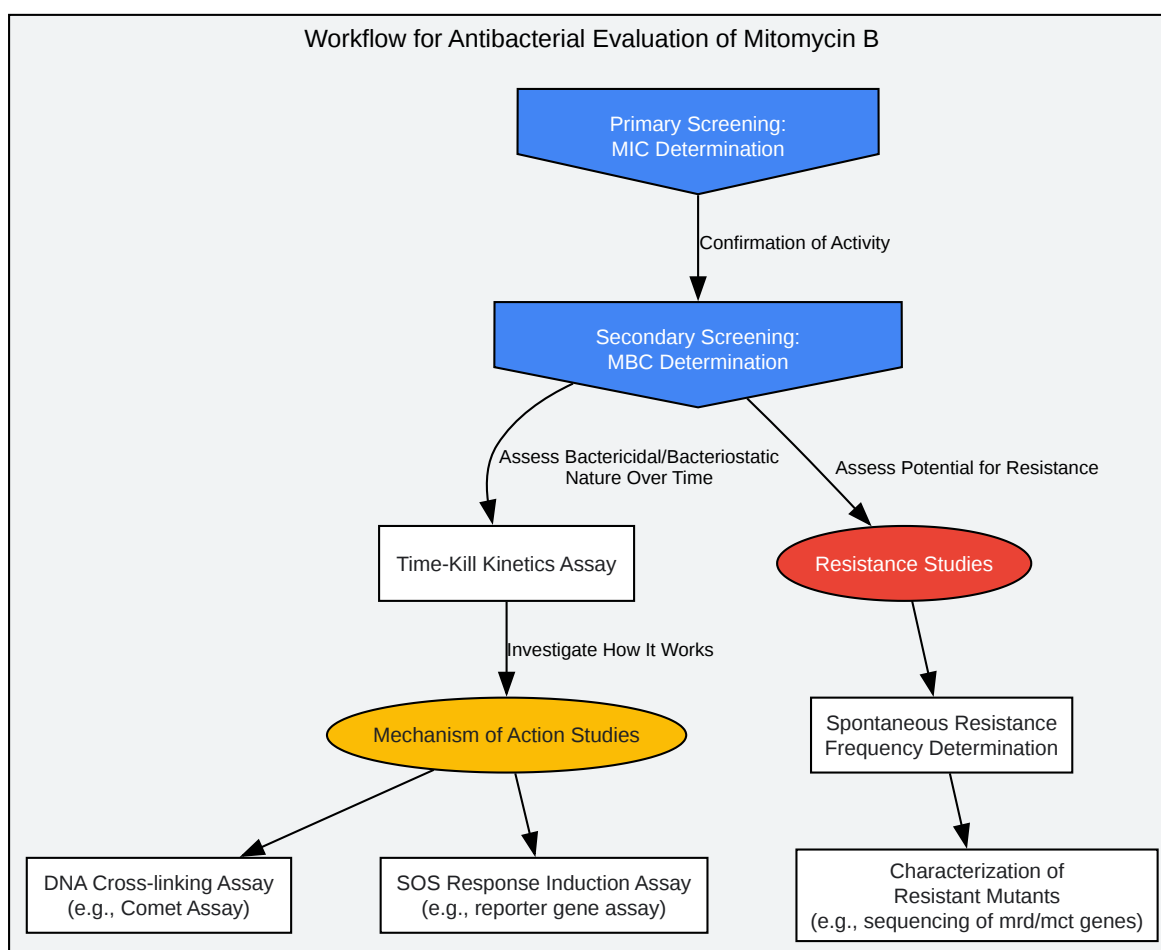 Workflow for Antibacterial Evaluation of Mitomycin B
Primary Screening:
MIC Determination
Confirmation of Activity
Secondary Screening:
MBC Determination
Assess Bactericidal/Bacteriostatic
Nature Over Time
Assess Potential for Resistance
Time-Kill Kinetics Assay
Resistance Studies
Investigate How It Works
Mechanism of Action Studies
Spontaneous Resistance
Frequency Determination
DNA Cross-linking Assay
(e.g., Comet Assay)
SOS Response Induction Assay
(e.g., reporter gene assay)
Characterization of
Resistant Mutants
(e.g., sequencing of mrd/mct genes)